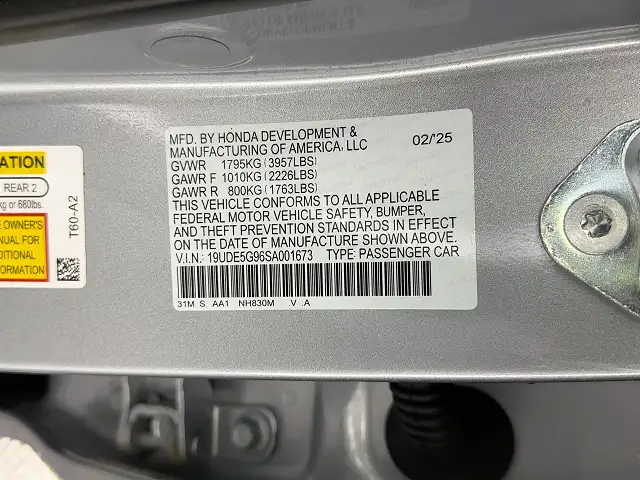 MFD. BY HONDA DEVELOPMENT &
MANUFACTURING OF AMERICA, LLC 02/'25
GVWR 1795KG(3957LBS)
GAWR F 1010KG(2226LBS)
GAWR R 800KG(1763LBS)
THIS VEHICLE CONFORMS TO ALL APPLICABLE
FEDERAL MOTOR VEHICLE SAFETY, BUMPER,
AND THEFT PREVENTION STANDARDS IN EFFECT
ON THE DATE OF MANUFACTURE SHOWN ABOVE.
V.I.N.: 19UDE5G96SA001673 TYPE: PASSENGER CAR
31M S AA1 NH830M .V .A
ATION
REAR 2
kg or 680lbs.
OWNER'S
FOR
T60-A2